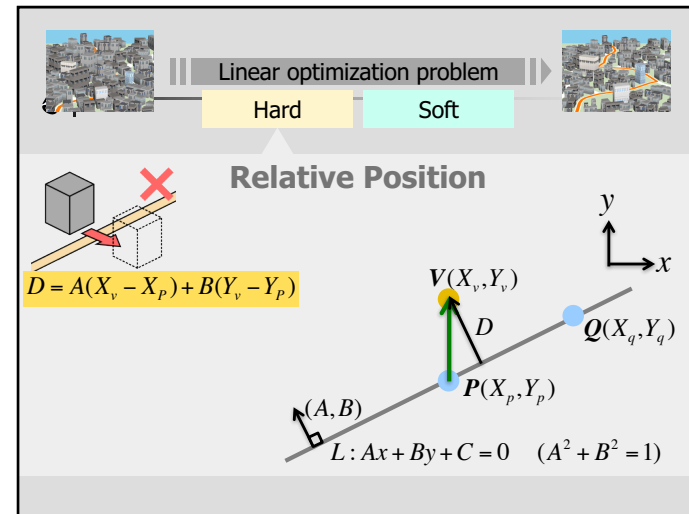 Linear optimization problem
Hard
Soft
Relative Position
D = A(X_v − X_P) + B(Y_v − Y_P)
y
x
V(X_v, Y_v)
D
Q(X_q, Y_q)
P(X_p, Y_p)
(A, B)
L : Ax + By + C = 0 (A² + B² = 1)